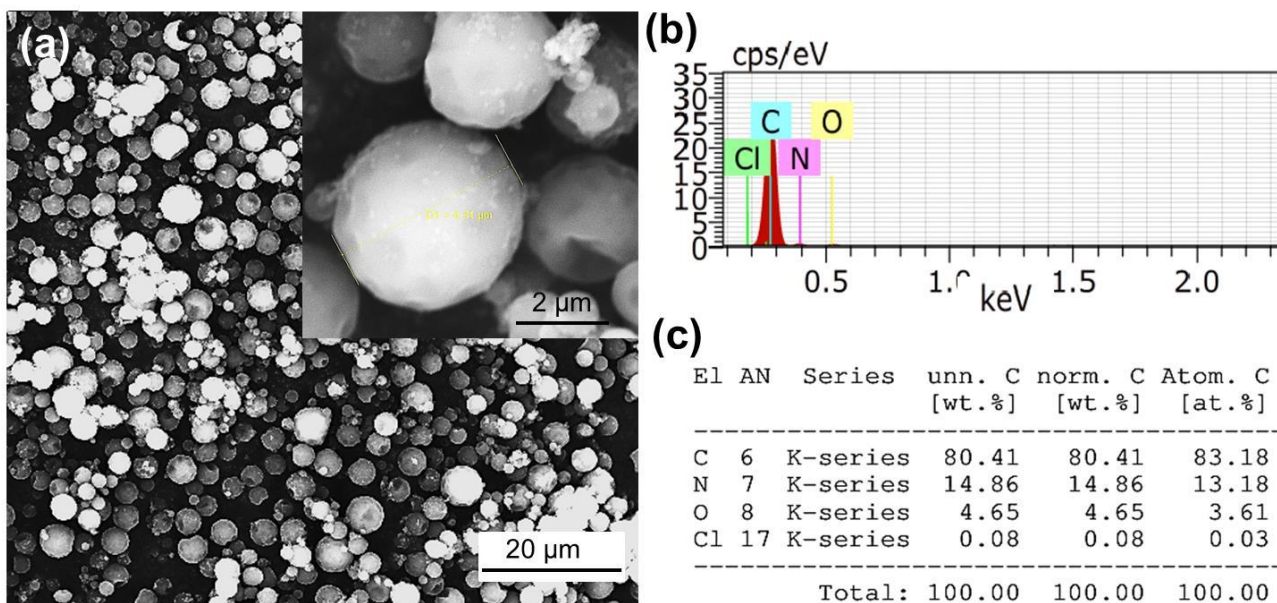 (a)
2 µm
20 µm
(b)
cps/eV
35
30
25
20
15
10
5
0
C
O
Cl
N
0.5
1.5
2.0
keV
(c)
El AN Series unn. C norm. C Atom. C
[wt.%] [wt.%] [at.%]
C 6 K-series 80.41 80.41 83.18
N 7 K-series 14.86 14.86 13.18
O 8 K-series 4.65 4.65 3.61
Cl 17 K-series 0.08 0.08 0.03
Total: 100.00 100.00 100.00